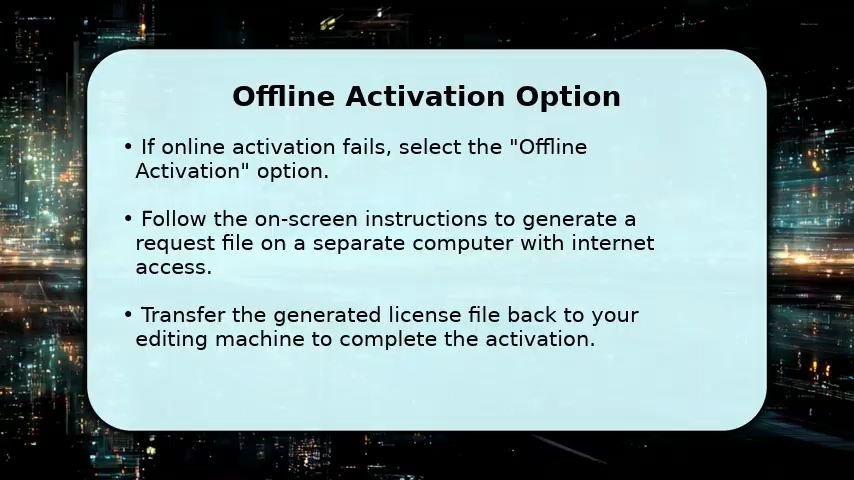 Offline Activation Option
• If online activation fails, select the "Offline
Activation" option.
• Follow the on-screen instructions to generate a
request file on a separate computer with internet
access.
• Transfer the generated license file back to your
editing machine to complete the activation.